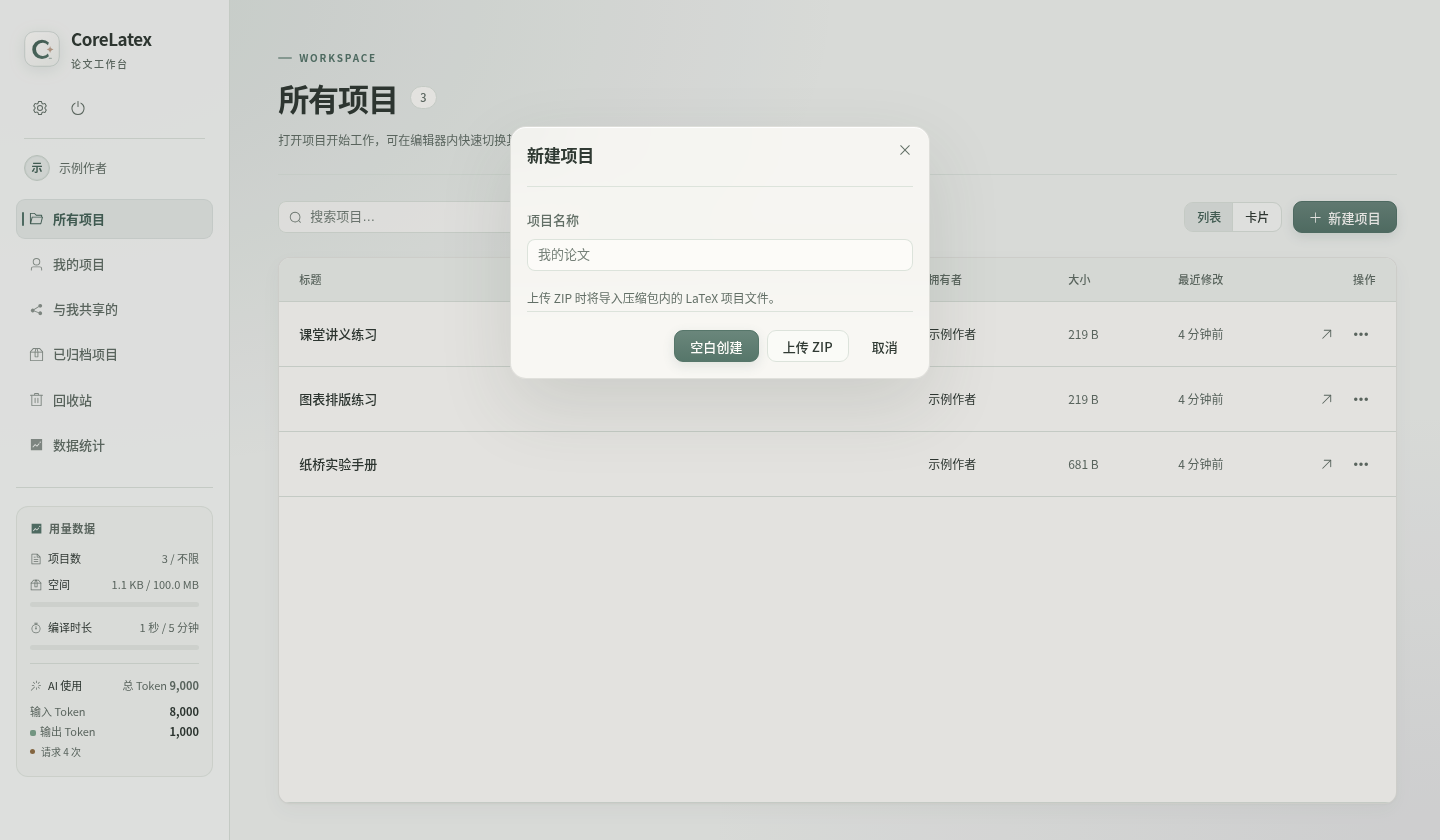 CoreLatex
论文工作台
示 示例作者
所有项目
我的项目
与我共享的
已归档项目
回收站
数据统计
用量数据
项目数 3 / 不限
空间 1.1 KB / 100.0 MB
编译时长 1 秒 / 5 分钟
AI 使用 总 Token 9,000
输入 Token 8,000
输出 Token 1,000
请求 4 次
WORKSPACE
所有项目 3
打开项目开始工作，可在编辑器内快速切换
搜索项目…
列表 卡片 新建项目
标题 拥有者 大小 最近修改 操作
课堂讲义练习 示例作者 219 B 4 分钟前
图表排版练习 示例作者 219 B 4 分钟前
纸桥实验手册 示例作者 681 B 4 分钟前
新建项目
项目名称
我的论文
上传 ZIP 时将导入压缩包内的 LaTeX 项目文件。
空白创建 上传 ZIP 取消